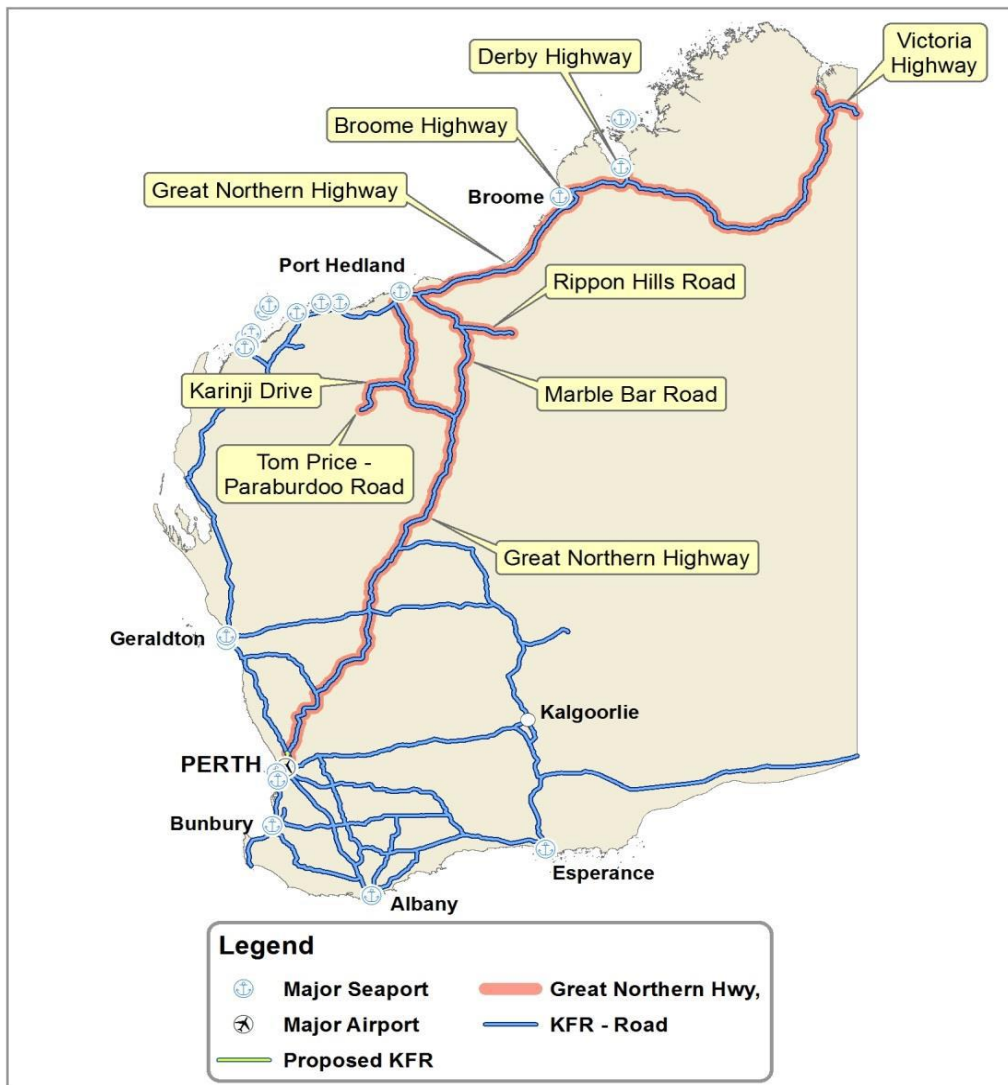 Victoria
Highway
Derby Highway
Broome Highway
Great Northern Highway
Broome
Port Hedland
Rippon Hills Road
Karinji Drive
Marble Bar Road
Tom Price -
Paraburdoo Road
Great Northern Highway
Geraldton
Kalgoorlie
PERTH
Bunbury
Esperance
Albany
Legend
Major Seaport
Great Northern Hwy,
Major Airport
KFR - Road
Proposed KFR